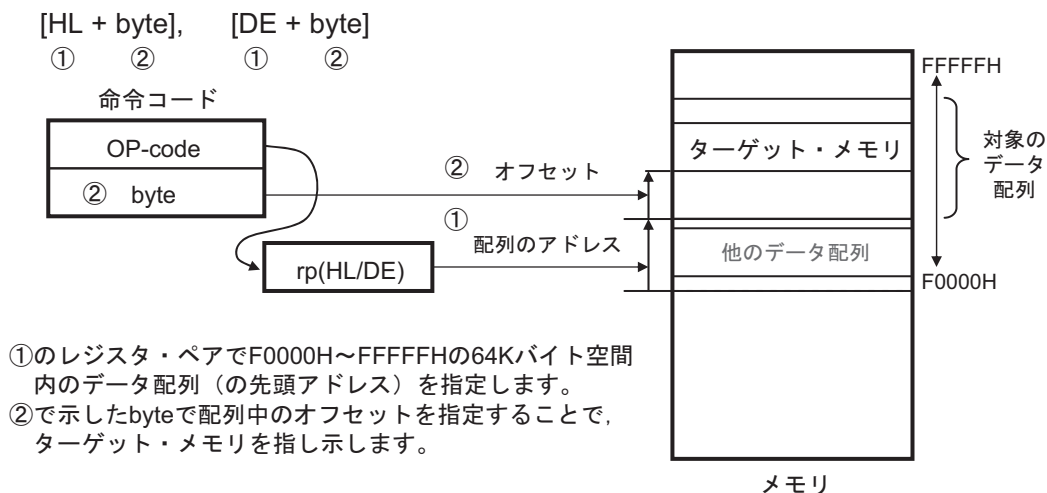 [HL + byte], [DE + byte]
① ② ① ②
命令コード
OP-code
② byte
rp(HL/DE)
② オフセット
①
配列のアドレス
FFFFFH
ターゲット・メモリ
対象の
データ
配列
他のデータ配列
F0000H
メモリ
①のレジスタ・ペアでF0000H～FFFFFHの64Kバイト空間
内のデータ配列（の先頭アドレス）を指定します。
②で示したbyteで配列中のオフセットを指定することで,
ターゲット・メモリを指し示します。